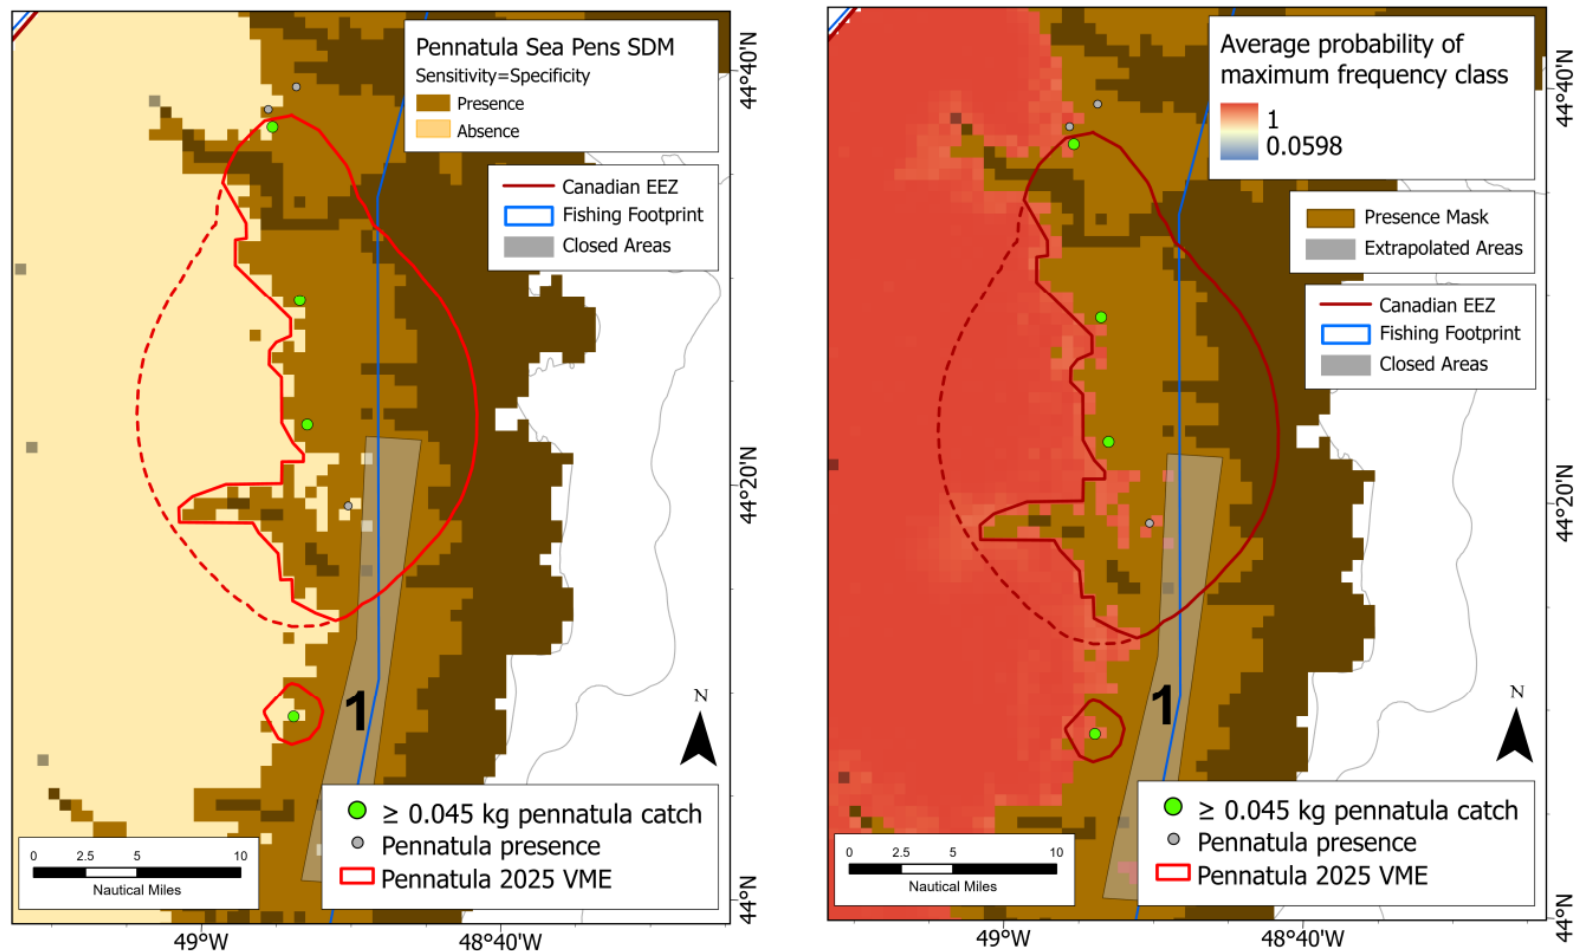 Pennatula Sea Pens SDM
Sensitivity=Specificity
Presence
Absence
Canadian EEZ
Fishing Footprint
Closed Areas
1
N
≥ 0.045 kg pennatula catch
Pennatula presence
Pennatula 2025 VME
0 2.5 5 10
Nautical Miles
44°40'N
44°20'N
44°N
49°W
48°40'W
Average probability of
maximum frequency class
1
0.0598
Presence Mask
Extrapolated Areas
Canadian EEZ
Fishing Footprint
Closed Areas
1
N
≥ 0.045 kg pennatula catch
Pennatula presence
Pennatula 2025 VME
0 2.5 5 10
Nautical Miles
44°40'N
44°20'N
44°N
49°W
48°40'W